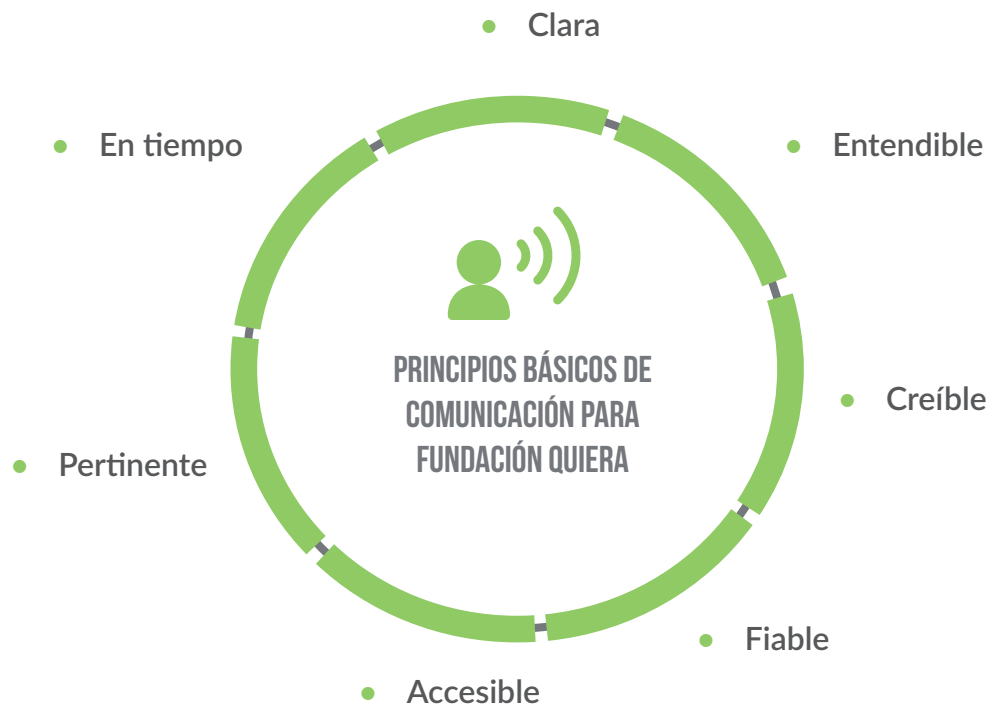 • Clara
• En tiempo
• Entendible
PRINCIPIOS BÁSICOS DE
COMUNICACIÓN PARA
FUNDACIÓN QUIERA
• Creíble
• Pertinente
• Fiable
• Accesible